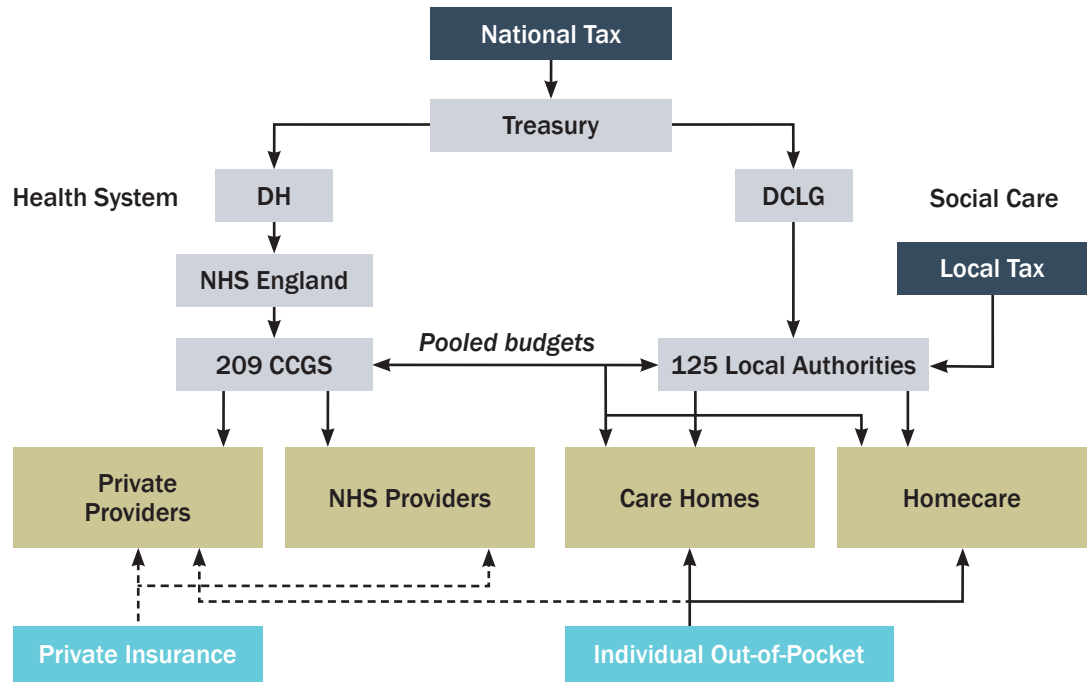 National Tax
Treasury
Health System
DH
DCLG
Social Care
NHS England
Local Tax
Pooled budgets
209 CCGS
125 Local Authorities
Private
Providers
NHS Providers
Care Homes
Homecare
Private Insurance
Individual Out-of-Pocket